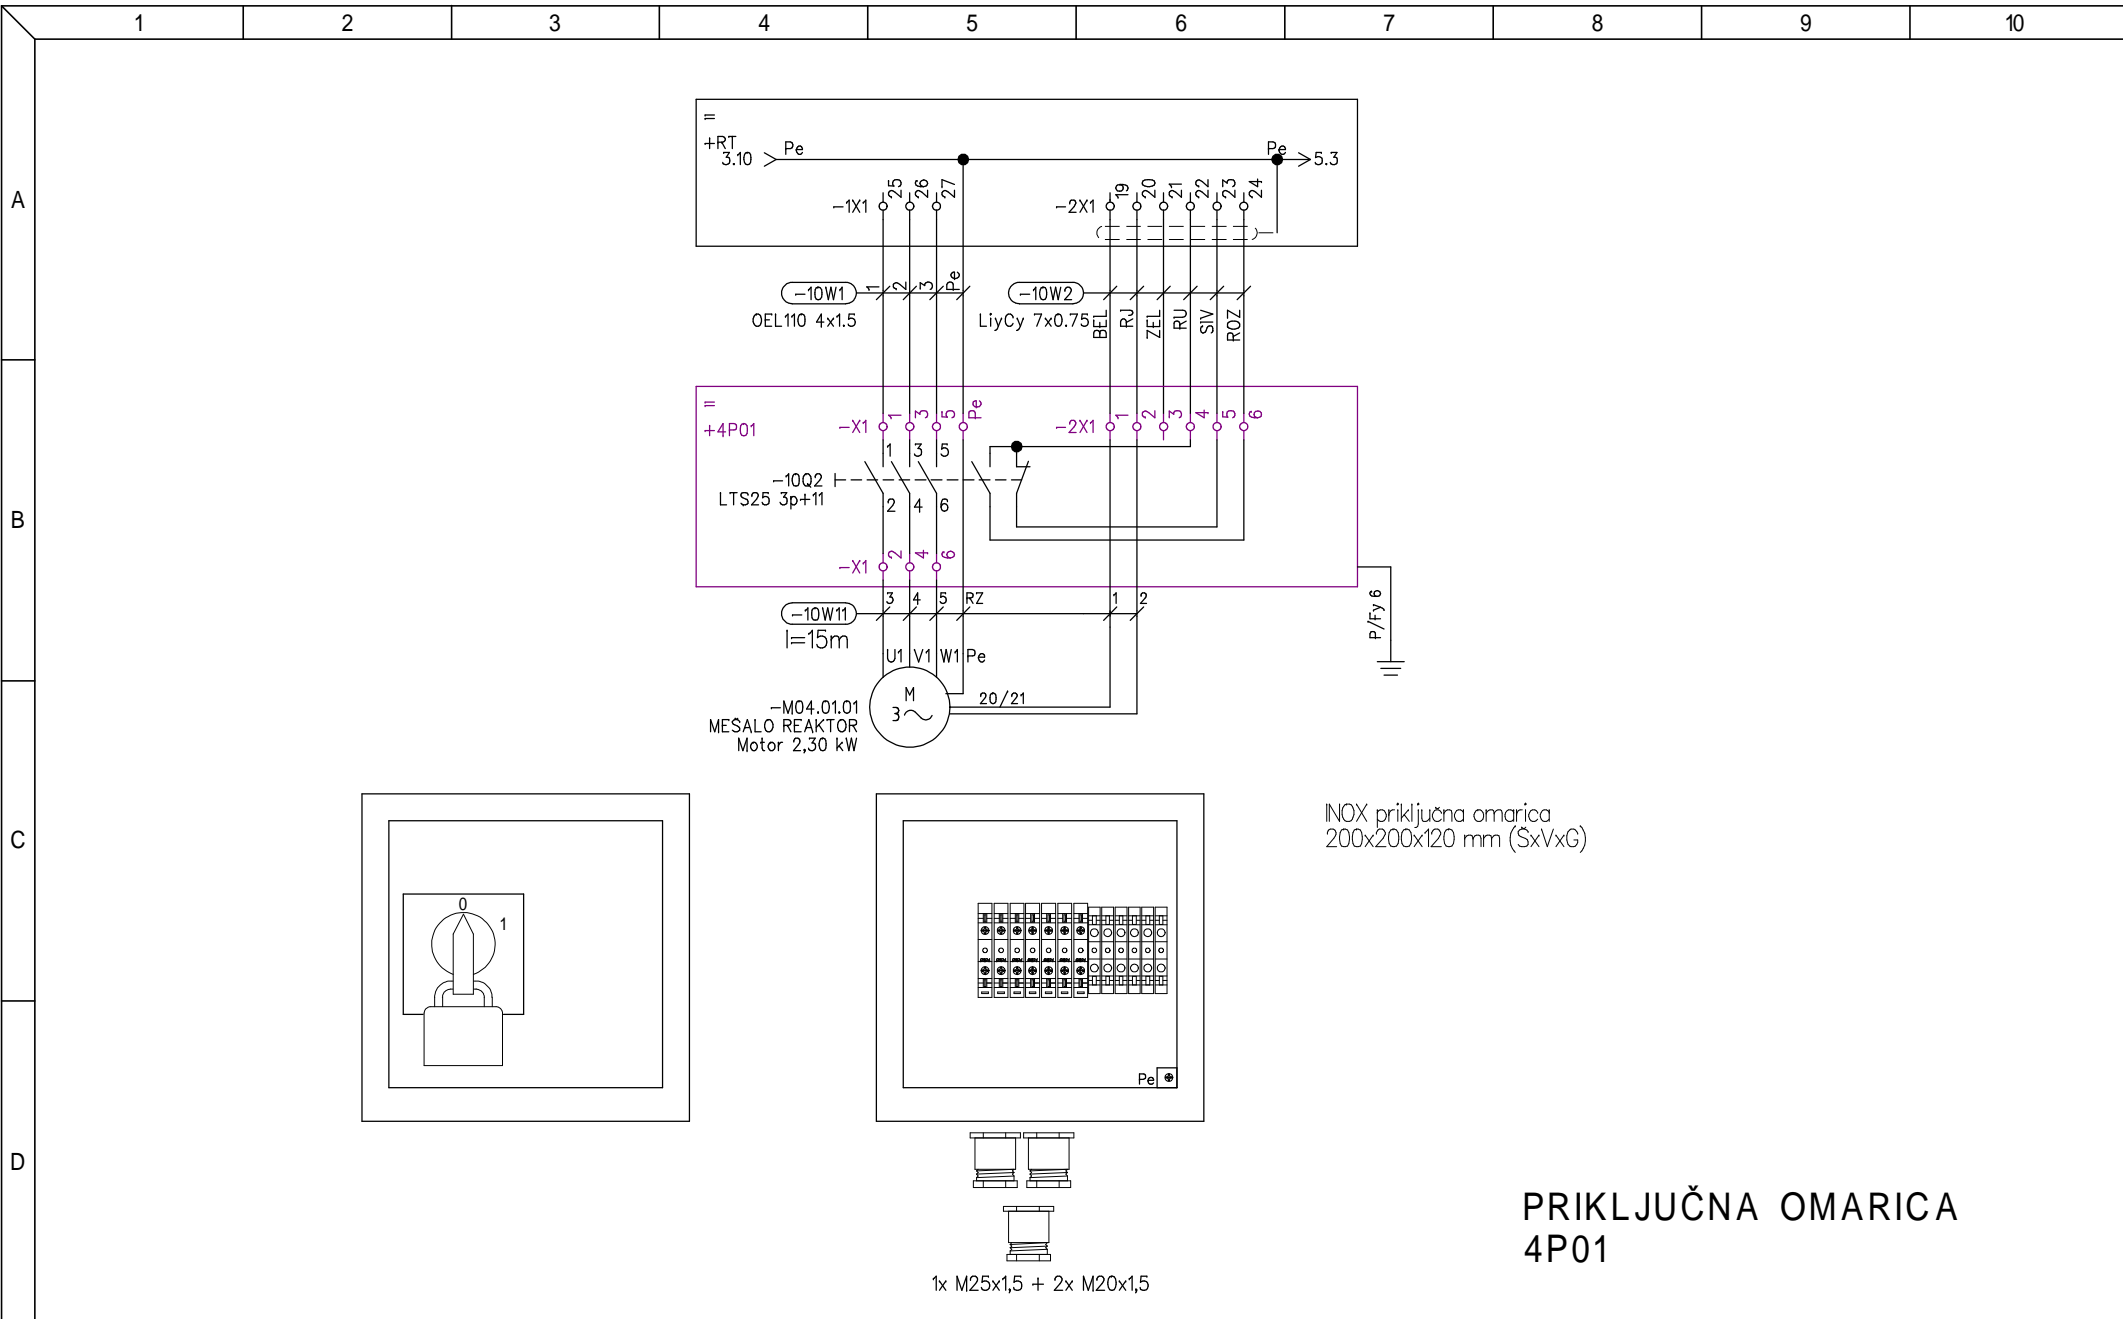 1 2 3 4 5 6 7 8 9 10
=
+RT
3.10 Pe Pe 5.3
A
-1X1 25 26 27 -2X1 19 20 21 22 23 24
-10W1 1 2 3 Pe -10W2
OEL110 4x1.5 LiyCy 7x0.75 BEL RJ ZEL RU SIV ROZ
=
+4P01 -X1 1 3 5 Pe -2X1 1 2 3 4 5 6
1 3 5
-10Q2
LTS25 3p+11
2 4 6
B
-X1 2 4 6
-10W11 3 4 5 RZ 1 2
l=15m
P/Fy 6
U1 V1 W1 Pe
M
3
20/21
-M04.01.01
MEŠALO REAKTOR
Motor 2,30 kW
C
INOX priključna omarica
200x200x120 mm (ŠxVxG)
0
1
Pe
D
1x M25x1,5 + 2x M20x1,5
PRIKLJUČNA OMARICA
4P01